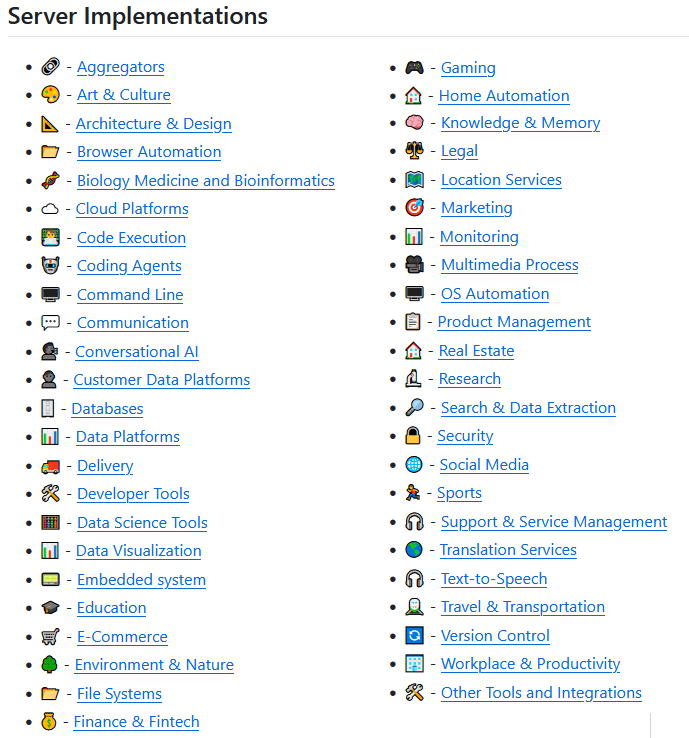 Server Implementations
🔗 - Aggregators
🎨 - Art & Culture
📐 - Architecture & Design
📂 - Browser Automation
🧬 - Biology Medicine and Bioinformatics
☁️ - Cloud Platforms
👨‍💻 - Code Execution
🤖 - Coding Agents
🖥️ - Command Line
💬 - Communication
🗣️ - Conversational AI
👤 - Customer Data Platforms
🗄️ - Databases
📊 - Data Platforms
🚚 - Delivery
🛠️ - Developer Tools
🧮 - Data Science Tools
📊 - Data Visualization
📟 - Embedded system
🎓 - Education
🛒 - E-Commerce
🌳 - Environment & Nature
📂 - File Systems
💰 - Finance & Fintech
🎮 - Gaming
🏠 - Home Automation
🧠 - Knowledge & Memory
⚖️ - Legal
🗺️ - Location Services
🎯 - Marketing
📊 - Monitoring
🎥 - Multimedia Process
🖥️ - OS Automation
📋 - Product Management
🏠 - Real Estate
🔬 - Research
🔎 - Search & Data Extraction
🔒 - Security
🌐 - Social Media
🏃 - Sports
🎧 - Support & Service Management
🌎 - Translation Services
🎧 - Text-to-Speech
🚆 - Travel & Transportation
🔄 - Version Control
🏢 - Workplace & Productivity
🛠️ - Other Tools and Integrations